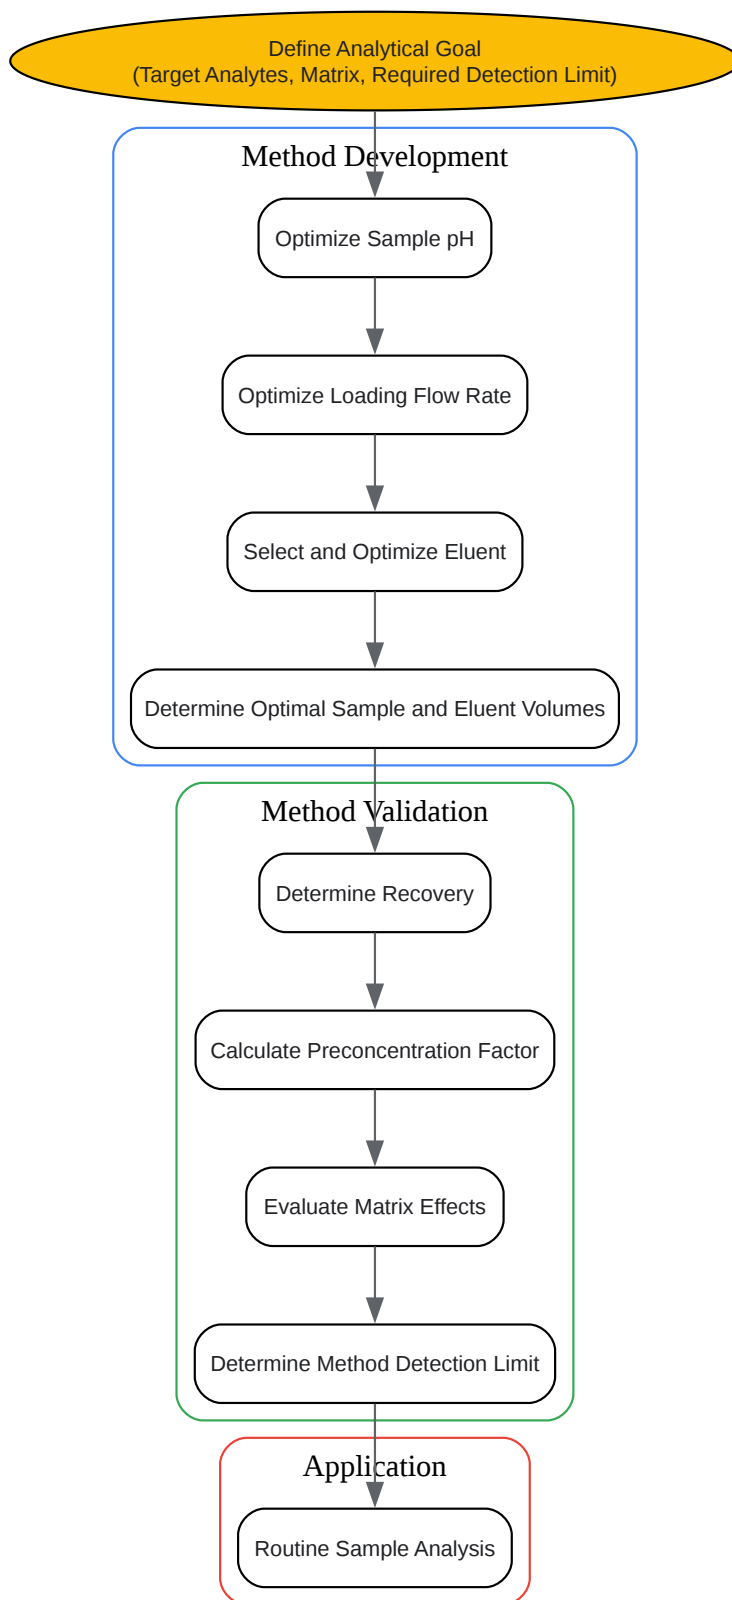 Define Analytical Goal
(Target Analytes, Matrix, Required Detection Limit)
Method Development
Optimize Sample pH
Optimize Loading Flow Rate
Select and Optimize Eluent
Determine Optimal Sample and Eluent Volumes
Method Validation
Determine Recovery
Calculate Preconcentration Factor
Evaluate Matrix Effects
Determine Method Detection Limit
Application
Routine Sample Analysis